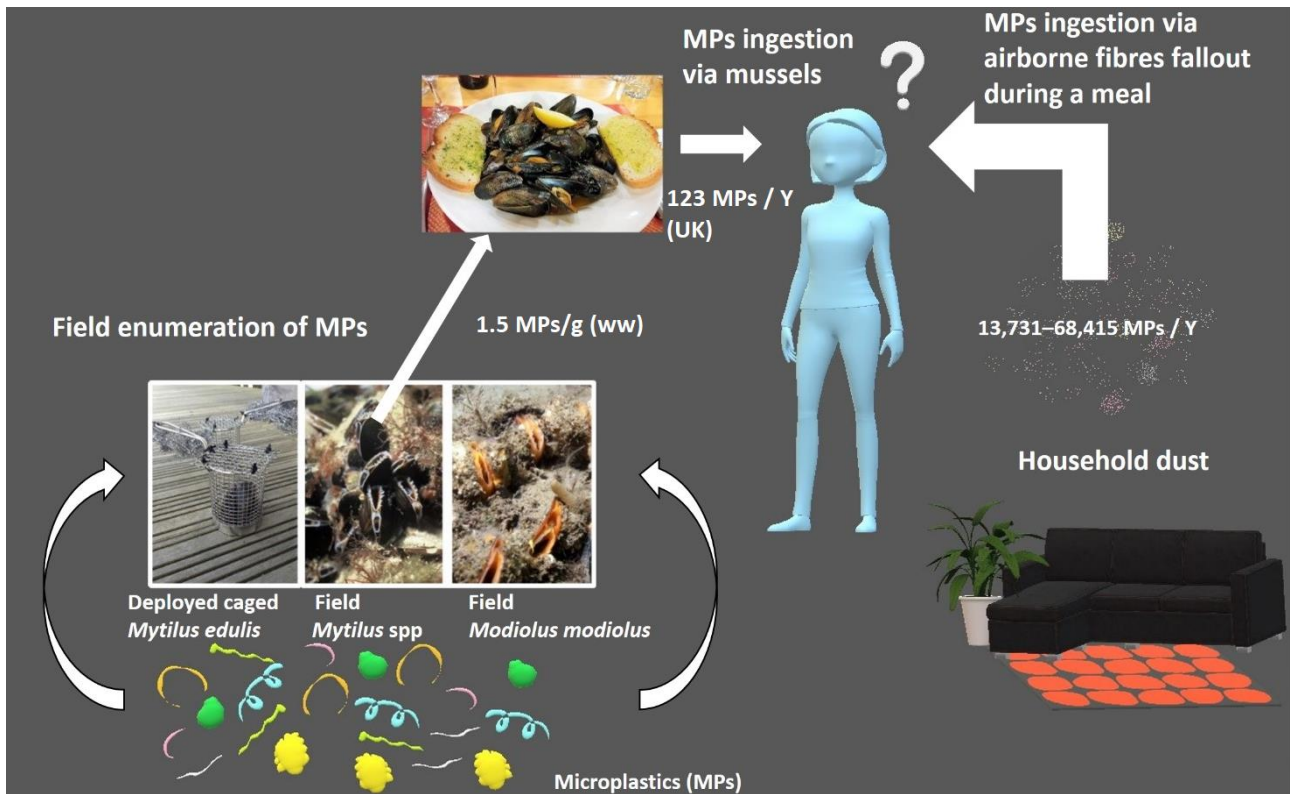 MPs ingestion
via mussels
MPs ingestion via
airborne fibres fallout
during a meal
123 MPs / Y
(UK)
1.5 MPs/g (ww)
Field enumeration of MPs
13,731–68,415 MPs / Y
Household dust
Deployed caged
Mytilus edulis
Field
Mytilus spp
Field
Modiolus modiolus
Microplastics (MPs)
?